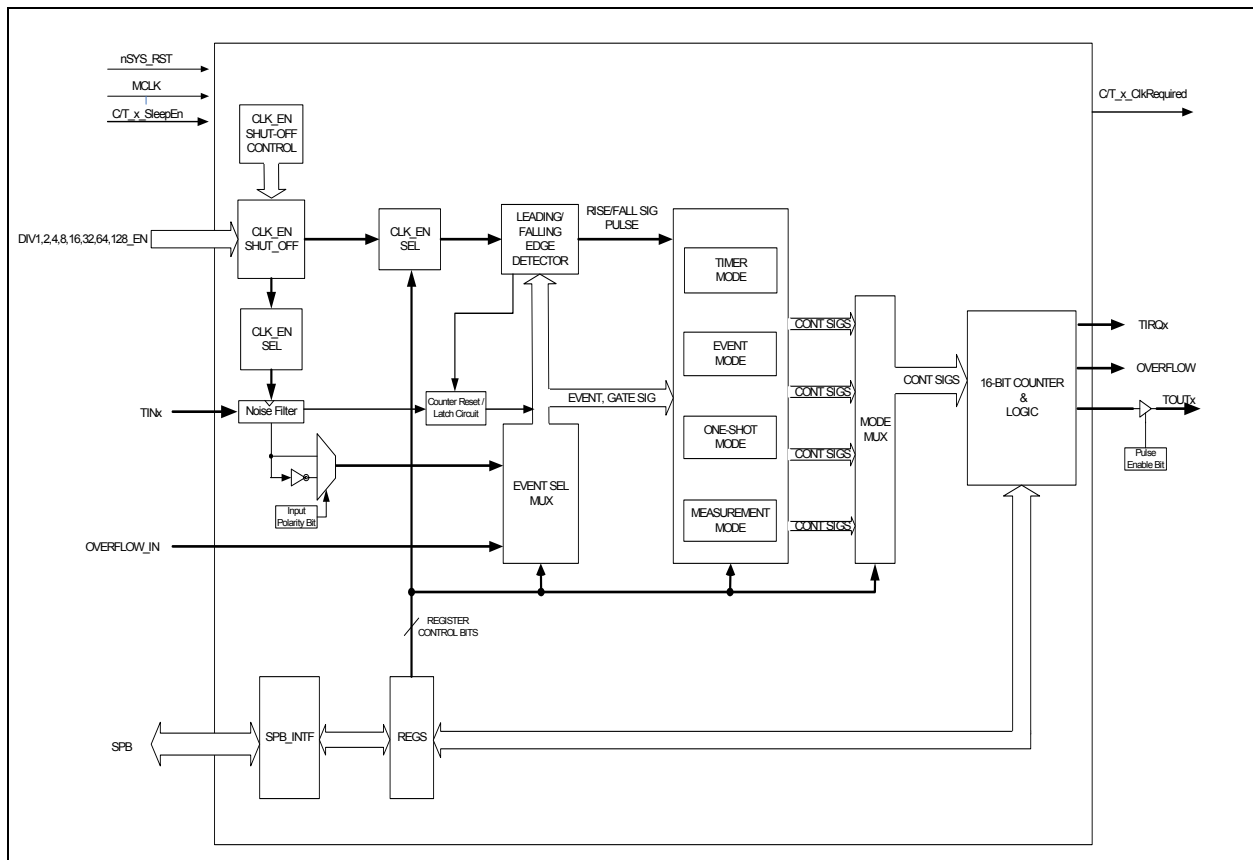 nSYS_RST
MCLK
C/T_x_SleepEn
C/T_x_ClkRequired
CLK_EN
SHUT-OFF
CONTROL
DIV1,2,4,8,16,32,64,128_EN
CLK_EN
SHUT_OFF
CLK_EN
SEL
LEADING/
FALLING
EDGE
DETECTOR
RISE/FALL SIG
PULSE
TIMER
MODE
CLK_EN
SEL
EVENT
MODE
CONT SIGS
CONT SIGS
CONT SIGS
CONT SIGS
MODE
MUX
CONT SIGS
16-BIT COUNTER
&
LOGIC
TIRQx
OVERFLOW
TOUTx
Pulse
Enable Bit
TINx
Noise Filter
Counter Reset /
Latch Circuit
EVENT, GATE SIG
ONE-SHOT
MODE
EVENT SEL
MUX
Input
Polarity Bit
MEASUREMENT
MODE
OVERFLOW_IN
REGISTER
CONTROL BITS
SPB
SPB_INTF
REGS